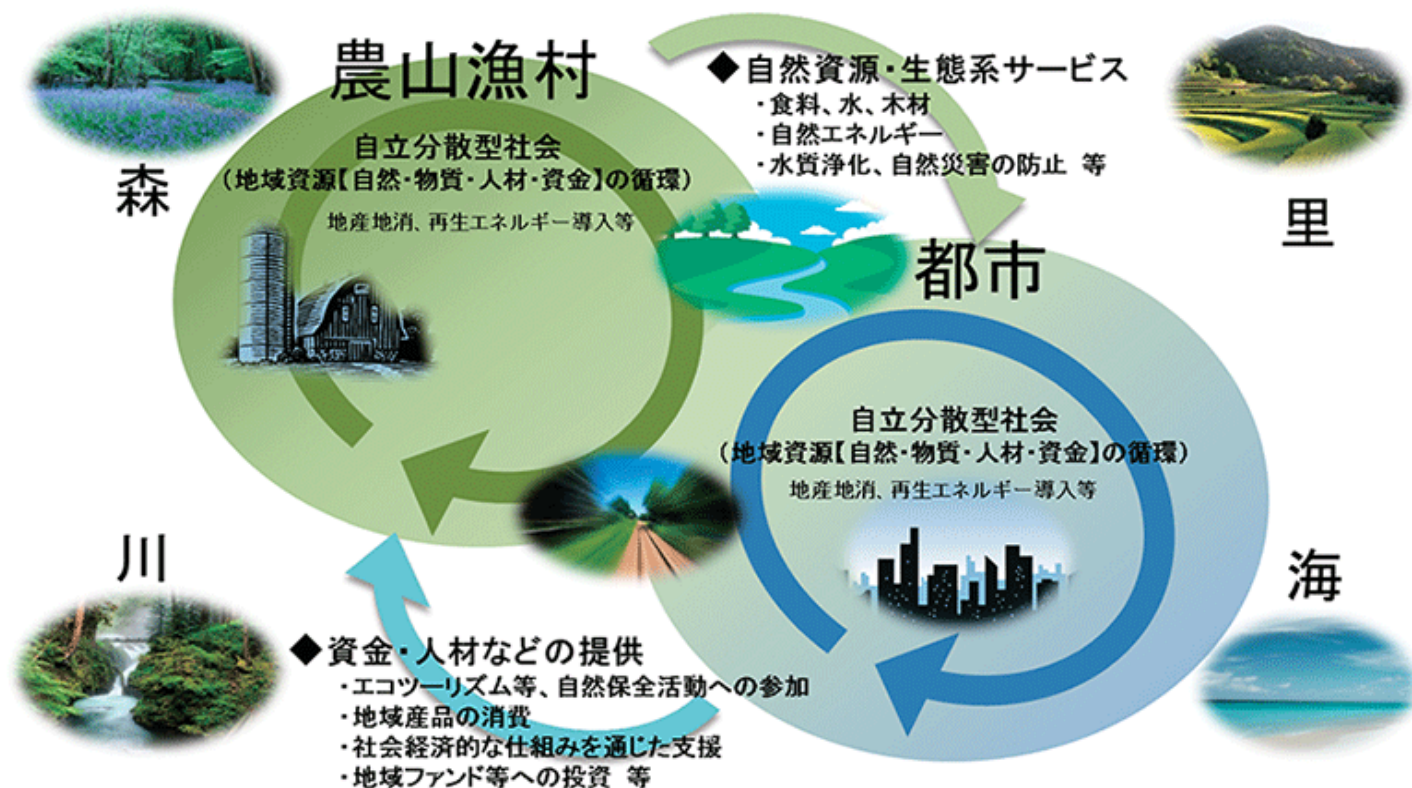 農山漁村
◆自然資源・生態系サービス
・食料、水、木材
・自然エネルギー
・水質浄化、自然災害の防止 等
森
里
自立分散型社会
(地域資源【自然・物質・人材・資金】の循環)
地産地消、再生エネルギー導入等
都市
自立分散型社会
(地域資源【自然・物質・人材・資金】の循環)
地産地消、再生エネルギー導入等
川
海
◆資金・人材などの提供
・エコツーリズム等、自然保全活動への参加
・地域産品の消費
・社会経済的な仕組みを通じた支援
・地域ファンド等への投資 等